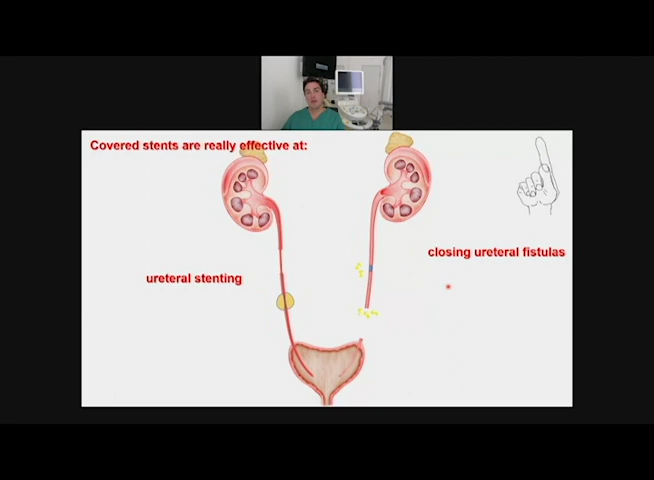 Covered stents are really effective at:
closing ureteral fistulas
ureteral stenting